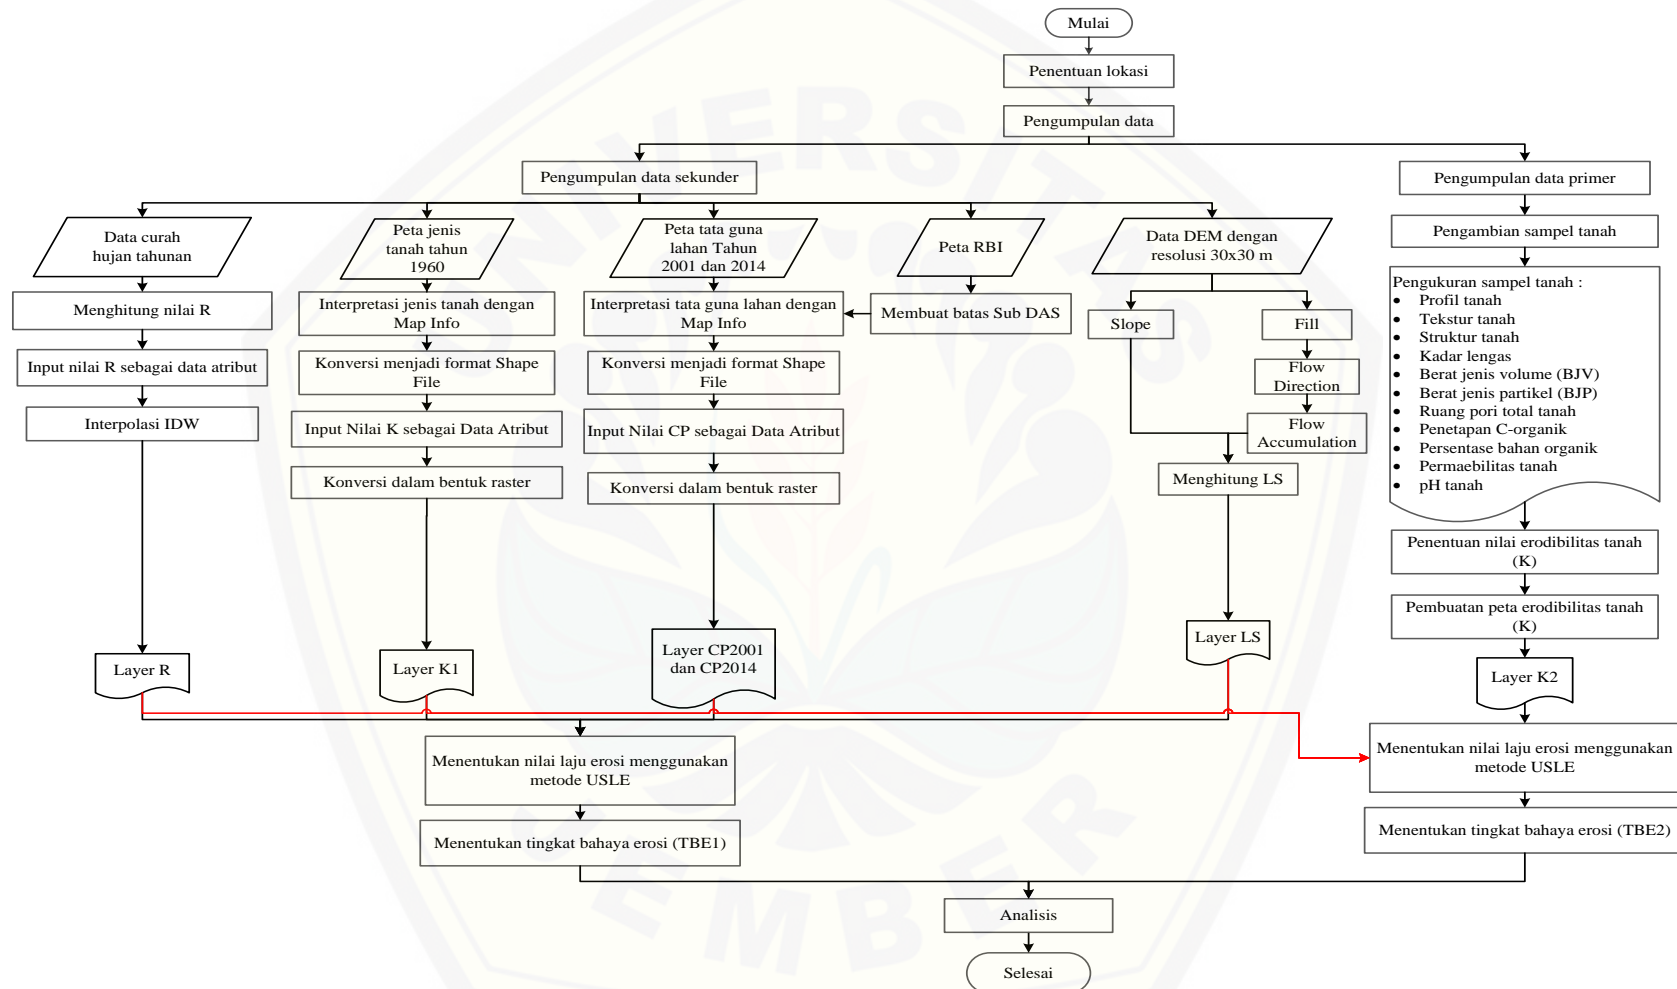 Mulai
Penentuan lokasi
Pengumpulan data
Pengumpulan data sekunder
Pengumpulan data primer
Data curah
hujan tahunan
Peta jenis
tanah tahun
1960
Peta tata guna
lahan Tahun
2001 dan 2014
Peta RBI
Data DEM dengan
resolusi 30x30 m
Pengambian sampel tanah
Menghitung nilai R
Interpretasi jenis tanah dengan
Map Info
Interpretasi tata guna lahan dengan
Map Info
Membuat batas Sub DAS
Slope
Fill
Pengukuran sampel tanah :
• Profil tanah
• Tekstur tanah
• Struktur tanah
• Kadar lengas
• Berat jenis volume (BJV)
• Berat jenis partikel (BJP)
• Ruang pori total tanah
• Penetapan C-organik
• Persentase bahan organik
• Permaebilitas tanah
• pH tanah
Input nilai R sebagai data atribut
Konversi menjadi format Shape
File
Konversi menjadi format Shape
File
Flow
Direction
Interpolasi IDW
Input Nilai K sebagai Data Atribut
Input Nilai CP sebagai Data Atribut
Flow
Accumulation
Konversi dalam bentuk raster
Konversi dalam bentuk raster
Menghitung LS
Penentuan nilai erodibilitas tanah
(K)
Pembuatan peta erodibilitas tanah
(K)
Layer R
Layer K1
Layer CP2001
dan CP2014
Layer LS
Layer K2
Menentukan nilai laju erosi menggunakan
metode USLE
Menentukan nilai laju erosi menggunakan
metode USLE
Menentukan tingkat bahaya erosi (TBE1)
Menentukan tingkat bahaya erosi (TBE2)
Analisis
Selesai
UNIVERSITAS
JEMBER